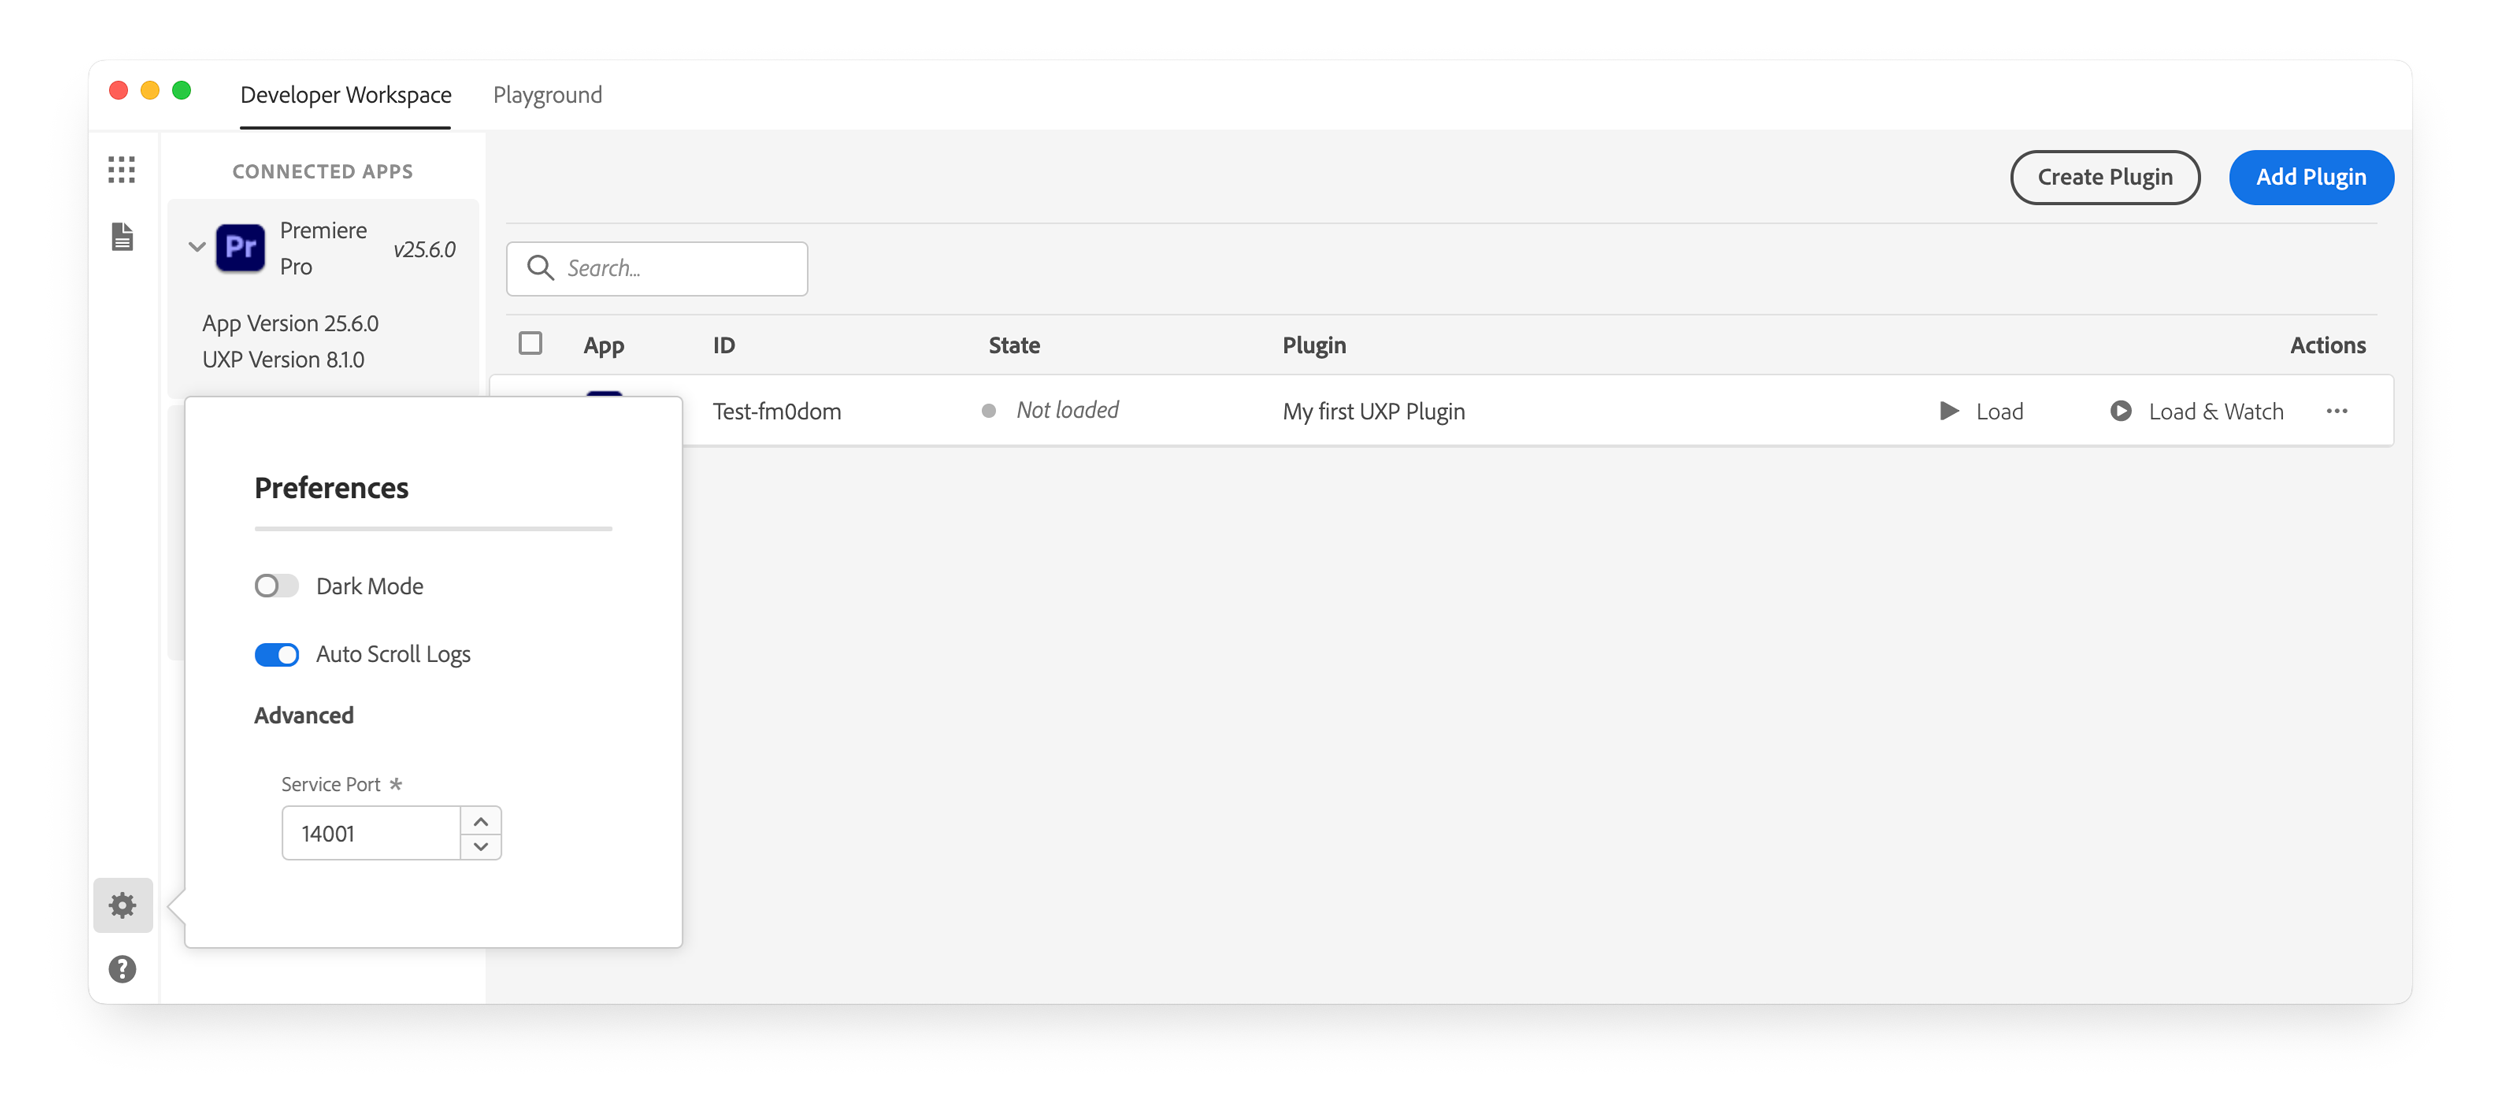 Developer Workspace Playground
CONNECTED APPS
Create Plugin Add Plugin
Pr Premiere Pro v25.6.0
App Version 25.6.0
UXP Version 8.1.0
Search...
App ID State Plugin Actions
Test-fm0dom Not loaded My first UXP Plugin Load Load & Watch ...
Preferences
Dark Mode
Auto Scroll Logs
Advanced
Service Port *
14001
?